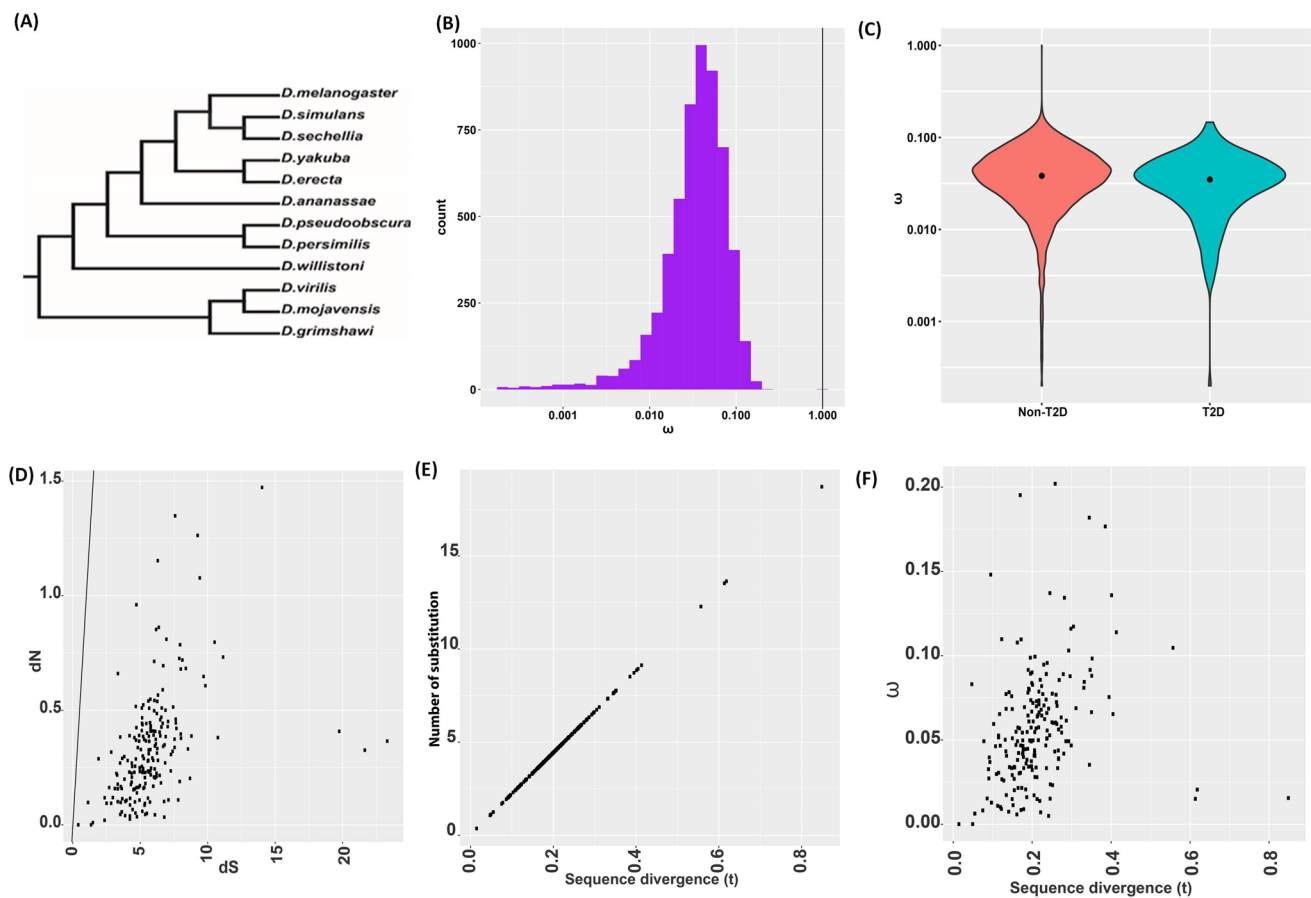 (A)
D.melanogaster
D.simulans
D.sechellia
D.yakuba
D.erecta
D.ananassae
D.pseudoobscura
D.persimilis
D.willistoni
D.virilis
D.mojavensis
D.grimshawi
(B)
1000
750
500
250
0
count
0.001
0.010
0.100
1.000
ω
(C)
1.000
0.100
0.010
0.001
ω
Non-T2D
T2D
(D)
1.5
1.0
0.5
0.0
dN
0
5
10
20
dS
(E)
15
10
5
0
Number of substitution
0.0
0.2
0.4
0.6
0.8
Sequence divergence (t)
(F)
0.20
0.15
0.10
0.05
0.00
ω
0.0
0.2
0.4
0.6
0.8
Sequence divergence (t)